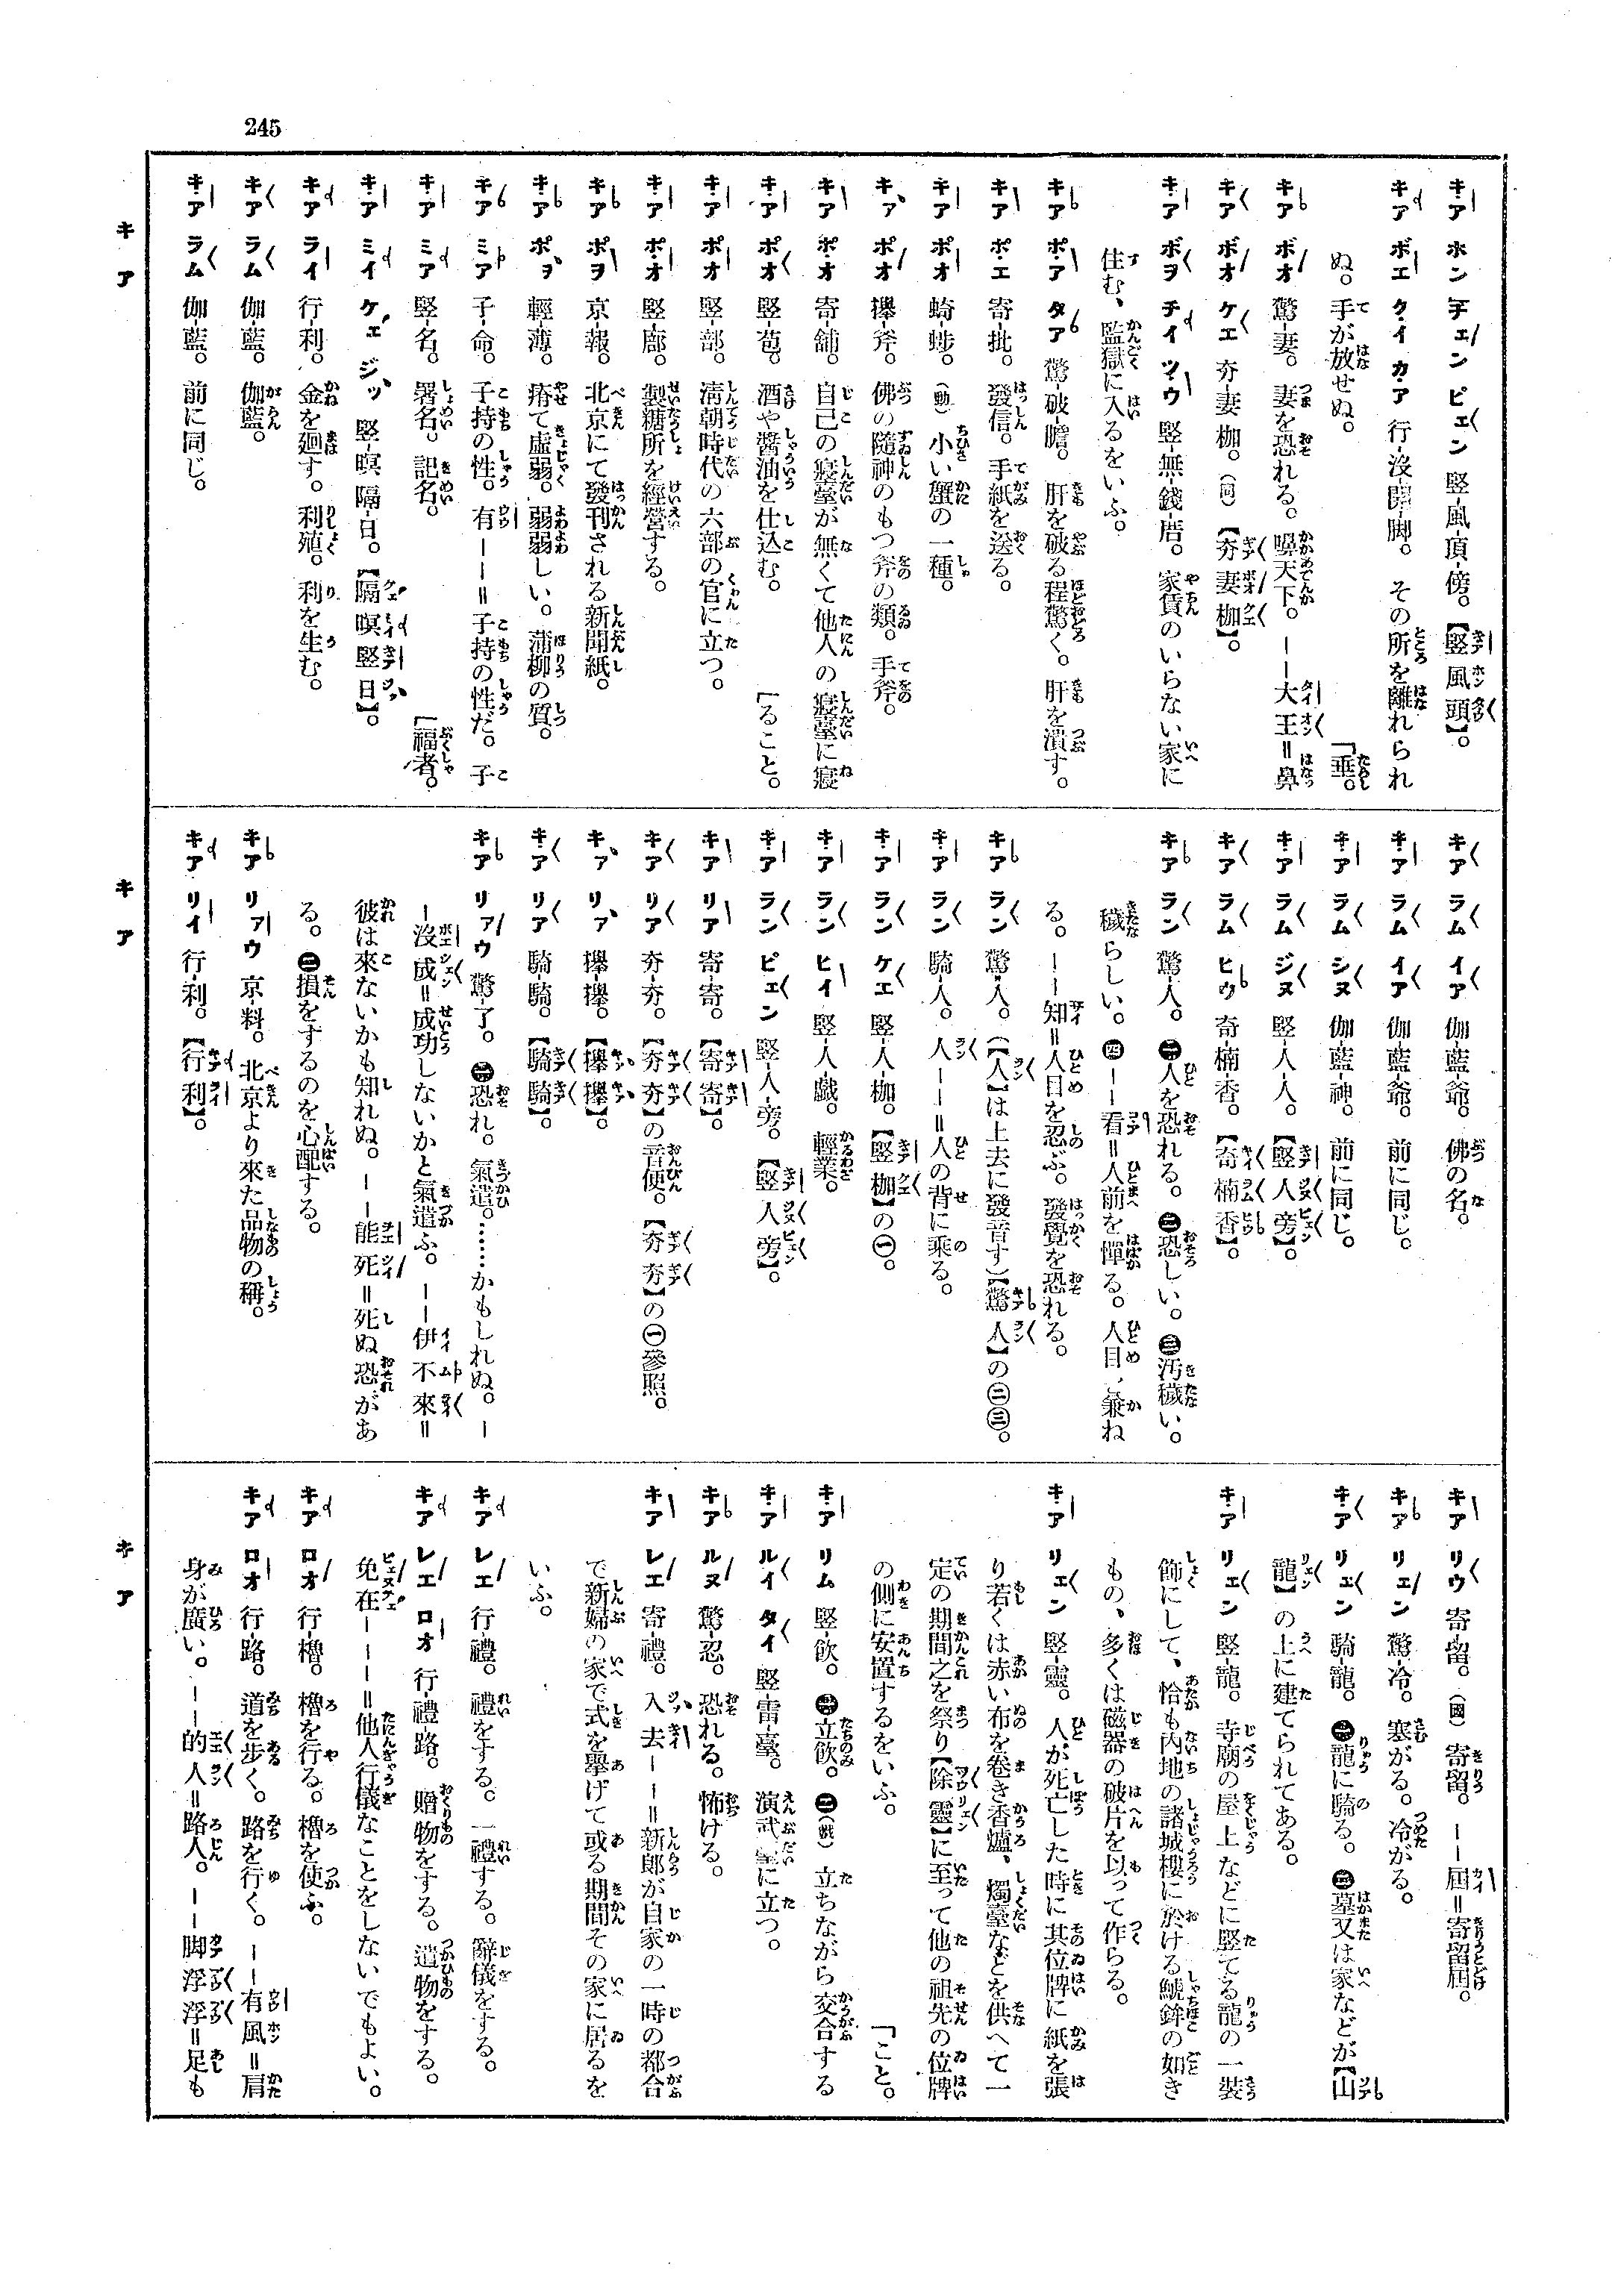 245
キア
キア ホン チエン ピエン 竪-風-頂-傍。【竪風頭】。
キア ボエ クイ カア 行-沒-開-脚。 その所を離れられ
ぬ。手が放せぬ。 「垂。
キア ボオ 驚-妻。 妻を恐れる。嚊天下。——大王=鼻
キア ボオ ケエ 夯妻枷。(同)【夯妻枷】。
キア ボヲ チイ ツウ 竪-無-錢-厝。 家賃のいらない家に
住む、監獄に入るをいふ。
キア ポア タア 驚-破-膽。 肝を破る程驚く。肝を潰す。
キア ポエ 寄-批。 發信。手紙を送る。
キア ポオ 蜞-蛷。 (動)小い蟹の一種。
キア ポオ 攑-斧。 佛の隨神のもつ斧の類。手斧。
キア ポオ 寄-舖。 自己の寢臺が無くて他人の寢臺に寢
キア ポオ 竪-苞。 酒や醬油を仕込む。 「ること。
キア ポオ 竪-部。 淸朝時代の六部の官に立つ。
キア ポオ 竪-廍。 製糖所を經營する。
キア ポヲ 京-報。 北京にて發刊される新聞紙。
キア ポヲ 輕-薄。 瘠て虛弱。弱弱しい。蒲柳の質。
キア ミア 子-命。 子持の性。有——=子持の性だ。子
キア ミア 竪-名。 署名。記名。 「福者。
キア ミイ ケエ ジツ 竪-暝-隔-日。【隔暝竪日】。
キア ライ 行-利。 金を廻す。利殖。利を生む。
キア ラム 伽-藍。 伽藍。
キア ラム 伽-藍。 前に同じ。
キア
キア ラム イア 伽-藍-爺。 佛の名。
キア ラム イア 伽-藍-爺。 前に同じ。
キア ラム シヌ 伽-藍-神。 前に同じ。
キア ラム ジヌ 竪-人-人。【竪人旁】。
キア ラム ヒウ 奇-楠-香。【奇楠香】。
キア ラン 驚-人。 ㊀人を恐れる。㊁恐しい。㊂汚穢い。
穢らしい。㊃——看=人前を憚る。人目、兼ね
る。——知=人目を忍ぶ。發覺を恐れる。
キア ラン 驚-人。(【人】は上去に發音す)【驚人】の㊁㊂。
キア ラン 騎-人。 人——=人の背に乘る。
キア ラン ケエ 竪-人-枷。【竪枷】の㊀。
キア ラン ヒイ 竪-人-戲。 輕業。
キア ラン ピエン 竪-人-旁。【竪人旁】。
キア リア 寄-寄。【寄寄】。
キア リア 夯-夯。【夯夯】の音便。【夯夯】の㊀參照。
キア リア 攑-攑。【攑攑】。
キア リア 騎-騎。【騎騎】。
キア リアウ 驚-了。 ㊀恐れ。氣遣。……かもしれぬ。—
—沒成=成功しないかと氣遣ふ。——伊不來=
彼は來ないかも知れぬ。——能死=死ぬ恐があ
る。㊁損をするのを心配する。
キア リアウ 京-料。 北京より來た品物の稱。
キア リイ 行-利。【行利】。
キア
キア リウ 寄-留。 (國)寄留。——屆=寄留屆。
キア リエン 驚-冷。 塞がる。冷がる。
キア リエン 騎-龍。 ㊀龍に騎る。㊁墓又は家などが【山
龍】の上に建てられてある。
キア リエン 竪-龍。 寺廟の屋上などに竪てる龍の一裝
飾にして、恰も內地の諸城樓に於ける鯱鉾の如き
もの、多くは磁器の破片を以って作らる。
キア リエン 竪-靈。 人が死亡した時に其位牌に紙を張
り若くは赤い布を卷き香爐、燭臺などを供へて一
定の期間之を祭り【除靈】に至って他の祖先の位牌
の側に安置するをいふ。 「こと。
キア リム 竪-飮。 ㊀立飮。㊁(戲)立ちながら交合する
キア ルイ タイ 竪-雷-臺。 演武臺に立つ。
キア ルヌ 驚-忍。 恐れる。怖ける。
キア レエ 寄-禮。 入去——=新郎が自家の一時の都合
で新婦の家で式を擧げて或る期間その家に居るを
いふ。
キア レエ 行-禮。 禮をする。一禮する。辭儀をする。
キア レエ ロオ 行-禮-路。 贈物をする。遣物をする。
免在———=他人行儀なことをしないでもよい。
キア ロオ 行-櫓。 櫓を行る。櫓を使ふ。
キア ロオ 行-路。 道を步く。路を行く。——有風=肩
身が廣い。——的人=路人。——脚浮浮=足も